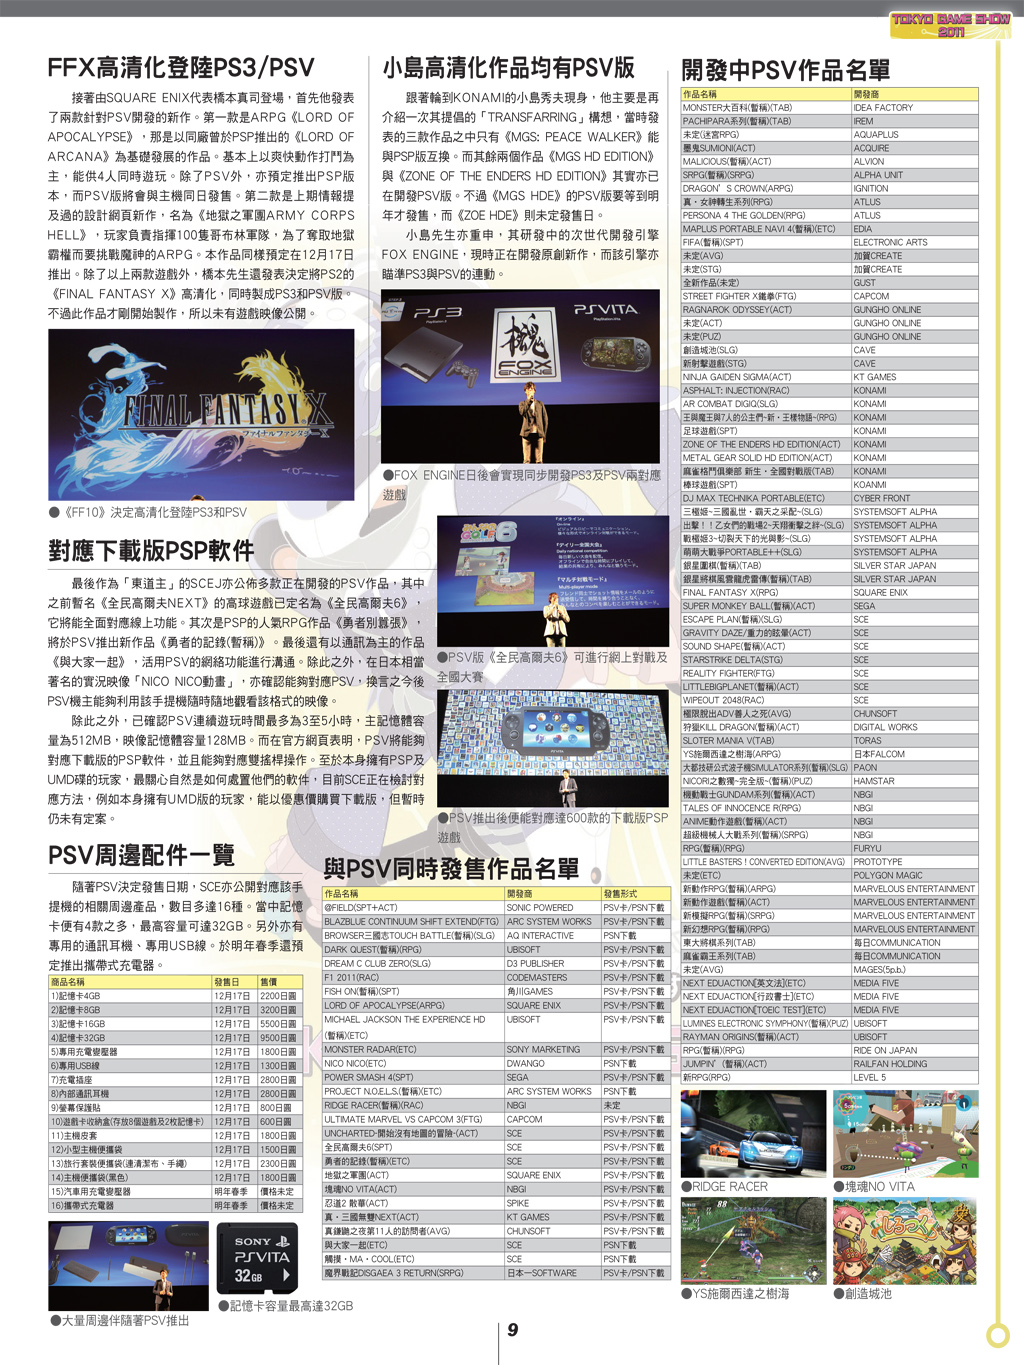 TOKYO GAME SHOW
2011
FFX高清化登陸PS3/PSV
接著由SQUARE ENIX代表橋本真司登場，首先他發表
了兩款針對PSV開發的新作。第一款是ARPG《LORD OF
APOCALYPSE》，那是以同廠曾於PSP推出的《LORD OF
ARCANA》為基礎發展的作品。基本上以爽快動作打鬥為
主，能供4人同時遊玩。除了PSV外，亦預定推出PSP版
本，而PSV版將會與主機同日發售。第二款是上期情報提
及過的設計網頁新作，名為《地獄之軍團ARMY CORPS
HELL》，玩家負責指揮100隻哥布林軍隊，為了奪取地獄
霸權而要挑戰魔神的ARPG。本作品同樣預定在12月17日
推出。除了以上兩款遊戲外，橋本先生還發表決定將PS2的
《FINAL FANTASY X》高清化，同時製成PS3和PSV版。
不過此作品才剛開始製作，所以未有遊戲映像公開。
FINAL FANTASY X
ファイナルファンタジーX
●《FF10》決定高清化登陸PS3和PSV
小島高清化作品均有PSV版
跟著輪到KONAMI的小島秀夫現身，他主要是再
介紹一次其提倡的「TRANSFARRING」構想，當時發
表的三款作品之中只有《MGS: PEACE WALKER》能
與PSP版互換。而其餘兩個作品《MGS HD EDITION》
與《ZONE OF THE ENDERS HD EDITION》其實亦已
在開發PSV版。不過《MGS HDE》的PSV版要等到明
年才發售，而《ZOE HDE》則未定發售日。
小島先生亦重申，其研發中的次世代開發引擎
FOX ENGINE，現時正在開發原創新作，而該引擎亦
瞄準PS3與PSV的連動。
PS3
PSVITA
FOX
ENGINE
●FOX ENGINE日後會實現同步開發PS3及PSV兩對應
遊戲
對應下載版PSP軟件
最後作為「東道主」的SCEJ亦公佈多款正在開發的PSV作品，其中
之前暫名《全民高爾夫NEXT》的高球遊戲已定名為《全民高爾夫6》，
它將能全面對應線上功能。其次是PSP的人氣RPG作品《勇者別囂張》，
將於PSV推出新作品《勇者的記錄(暫稱)》。最後還有以通訊為主的作品
《與大家一起》，活用PSV的網絡功能進行溝通。除此之外，在日本相當
著名的實況映像「NICO NICO動畫」，亦確認能夠對應PSV，換言之今後
PSV機主能夠利用該手提機隨時隨地觀看該格式的映像。
除此之外，已確認PSV連續遊玩時間最多為3至5小時，主記憶體容
量為512MB，映像記憶體容量128MB。而在官方網頁表明，PSV將能夠
對應下載版的PSP軟件，並且能夠對應雙搖桿操作。至於本身擁有PSP及
UMD碟的玩家，最關心自然是如何處置他們的軟件，目前SCE正在檢討對
應方法，例如本身擁有UMD版的玩家，能以優惠價購買下載版，但暫時
仍未有定案。
●PSV版《全民高爾夫6》可進行網上對戰及
全國大賽
●PSV推出後便能對應達600款的下載版PSP
遊戲
PSV周邊配件一覽
隨著PSV決定發售日期，SCE亦公開對應該手
提機的相關周邊產品，數目多達16種。當中記憶
卡便有4款之多，最高容量可達32GB。另外亦有
專用的通訊耳機、專用USB線。於明年春季還預
定推出攜帶式充電器。
商品名稱 發售日 售價
1)記憶卡4GB 12月17日 2200日圓
2)記憶卡8GB 12月17日 3200日圓
3)記憶卡16GB 12月17日 5500日圓
4)記憶卡32GB 12月17日 9500日圓
5)專用充電變壓器 12月17日 1800日圓
6)專用USB線 12月17日 1300日圓
7)充電插座 12月17日 2800日圓
8)內部通訊耳機 12月17日 2800日圓
9)螢幕保護貼 12月17日 800日圓
10)遊戲卡收納盒(存放8個遊戲及2枚記憶卡) 12月17日 600日圓
11)主機皮套 12月17日 1800日圓
12)小型主機便攜袋 12月17日 1500日圓
13)旅行套裝便攜袋(連清潔布、手繩) 12月17日 2300日圓
14)主機便攜袋(黑色) 12月17日 1800日圓
15)汽車用充電變壓器 明年春季 價格未定
16)攜帶式充電器 明年春季 價格未定
●大量周邊伴隨著PSV推出
SONY
PSVITA
32GB
●記憶卡容量最高達32GB
與PSV同時發售作品名單
作品名稱 開發商 發售形式
@FIELD(SPT+ACT) SONIC POWERED PSV卡/PSN下載
BLAZBLUE CONTINUUM SHIFT EXTEND(FTG) ARC SYSTEM WORKS PSV卡/PSN下載
BROWSER三國志TOUCH BATTLE(暫稱)(SLG) AQ INTERACTIVE PSN下載
DARK QUEST(暫稱)(RPG) UBISOFT PSV卡/PSN下載
DREAM C CLUB ZERO(SLG) D3 PUBLISHER PSV卡/PSN下載
F1 2011(RAC) CODEMASTERS PSV卡/PSN下載
FISH ON(暫稱)(SPT) 角川GAMES PSV卡/PSN下載
LORD OF APOCALYPSE(ARPG) SQUARE ENIX PSV卡/PSN下載
MICHAEL JACKSON THE EXPERIENCE HD UBISOFT PSV卡/PSN下載
(暫稱)(ETC)
MONSTER RADAR(ETC) SONY MARKETING PSV卡/PSN下載
NICO NICO(ETC) DWANGO PSN下載
POWER SMASH 4(SPT) SEGA PSV卡/PSN下載
PROJECT N.O.E.L.S.(暫稱)(ETC) ARC SYSTEM WORKS PSN下載
RIDGE RACER(暫稱)(RAC) NBGI 未定
ULTIMATE MARVEL VS CAPCOM 3(FTG) CAPCOM PSV卡/PSN下載
UNCHARTED-開始沒有地圖的冒險-(ACT) SCE PSV卡/PSN下載
全民高爾夫6(SPT) SCE PSV卡/PSN下載
勇者的記錄(暫稱)(ETC) SCE PSV卡/PSN下載
地獄之軍團(ACT) SQUARE ENIX PSV卡/PSN下載
塊魂NO VITA(ACT) NBGI PSV卡/PSN下載
忍道2 散華(ACT) SPIKE PSV卡/PSN下載
真・三國無雙NEXT(ACT) KT GAMES PSV卡/PSN下載
真鎌鼬之夜第11人的訪問者(AVG) CHUNSOFT PSV卡/PSN下載
與大家一起(ETC) SCE PSN下載
觸摸・MA・COOL(ETC) SCE PSN下載
魔界戰記DISGAEA 3 RETURN(SRPG) 日本一SOFTWARE PSV卡/PSN下載
開發中PSV作品名單
作品名稱 開發商
MONSTER大百科(暫稱)(TAB) IDEA FACTORY
PACHIPARA系列(暫稱)(TAB) IREM
未定(迷宮RPG) AQUAPLUS
墨鬼SUMIONI(ACT) ACQUIRE
MALICIOUS(暫稱)(ACT) ALVION
SRPG(暫稱)(SRPG) ALPHA UNIT
DRAGON'S CROWN(ARPG) IGNITION
真・女神轉生系列(RPG) ATLUS
PERSONA 4 THE GOLDEN(RPG) ATLUS
MAPLUS PORTABLE NAVI 4(暫稱)(ETC) EDIA
FIFA(暫稱)(SPT) ELECTRONIC ARTS
未定(AVG) 加賀CREATE
未定(STG) 加賀CREATE
全新作品(未定) GUST
STREET FIGHTER X鐵拳(FTG) CAPCOM
RAGNAROK ODYSSEY(ACT) GUNGHO ONLINE
未定(ACT) GUNGHO ONLINE
未定(PUZ) GUNGHO ONLINE
創造城池(SLG) CAVE
新射擊遊戲(STG) CAVE
NINJA GAIDEN SIGMA(ACT) KT GAMES
ASPHALT: INJECTION(RAC) KONAMI
AR COMBAT DIGIQ(SLG) KONAMI
王與魔王與7人的公主們~新・王樣物語~(RPG) KONAMI
足球遊戲(SPT) KONAMI
ZONE OF THE ENDERS HD EDITION(ACT) KONAMI
METAL GEAR SOLID HD EDITION(ACT) KONAMI
麻雀格鬥俱樂部 新生・全國對戰版(TAB) KONAMI
棒球遊戲(SPT) KOANMI
DJ MAX TECHNIKA PORTABLE(ETC) CYBER FRONT
三極姬~三國亂世・霸天之采配~(SLG) SYSTEMSOFT ALPHA
出擊！！乙女們的戰場2~天翔衝擊之絆~(SLG) SYSTEMSOFT ALPHA
戰極姬3~切裂天下的光與影~(SLG) SYSTEMSOFT ALPHA
萌萌大戰爭PORTABLE++(SLG) SYSTEMSOFT ALPHA
銀星圍棋(暫稱)(TAB) SILVER STAR JAPAN
銀星將棋風雲龍虎雷傳(暫稱)(TAB) SILVER STAR JAPAN
FINAL FANTASY X(RPG) SQUARE ENIX
SUPER MONKEY BALL(暫稱)(ACT) SEGA
ESCAPE PLAN(暫稱)(SLG) SCE
GRAVITY DAZE/重力的眩暈(ACT) SCE
SOUND SHAPE(暫稱)(ACT) SCE
STARSTRIKE DELTA(STG) SCE
REALITY FIGHTER(FTG) SCE
LITTLEBIGPLANET(暫稱)(ACT) SCE
WIPEOUT 2048(RAC) SCE
極限脫出ADV善人之死(AVG) CHUNSOFT
狩獵KILL DRAGON(暫稱)(ACT) DIGITAL WORKS
SLOTER MANIA V(TAB) TORAS
YS施爾西達之樹海(ARPG) 日本FALCOM
大都技研公式波子機SIMULATOR系列(暫稱)(SLG) PAON
NICORI之數獨~完全版~(暫稱)(PUZ) HAMSTAR
機動戰士GUNDAM系列(暫稱)(ACT) NBGI
TALES OF INNOCENCE R(RPG) NBGI
ANIME動作遊戲(暫稱)(ACT) NBGI
超級機械人大戰系列(暫稱)(SRPG) NBGI
RPG(暫稱)(RPG) FURYU
LITTLE BASTERS！CONVERTED EDITION(AVG) PROTOTYPE
未定(ETC) POLYGON MAGIC
新動作RPG(暫稱)(ARPG) MARVELOUS ENTERTAINMENT
新動作遊戲(暫稱)(ACT) MARVELOUS ENTERTAINMENT
新模擬RPG(暫稱)(SRPG) MARVELOUS ENTERTAINMENT
新幻想RPG(暫稱)(RPG) MARVELOUS ENTERTAINMENT
東大將棋系列(TAB) 每日COMMUNICATION
麻雀霸王系列(TAB) 每日COMMUNICATION
未定(AVG) MAGES(5p.b.)
NEXT EDUACTION[英文法](ETC) MEDIA FIVE
NEXT EDUACTION[行政書士](ETC) MEDIA FIVE
NEXT EDUACTION[TOEIC TEST](ETC) MEDIA FIVE
LUMINES ELECTRONIC SYMPHONY(暫稱)(PUZ) UBISOFT
RAYMAN ORIGINS(暫稱)(ACT) UBISOFT
RPG(暫稱)(RPG) RIDE ON JAPAN
JUMPIN'(暫稱)(ACT) RAILFAN HOLDING
新RPG(RPG) LEVEL 5
●RIDGE RACER
●塊魂NO VITA
●YS施爾西達之樹海
しろつく
●創造城池
9